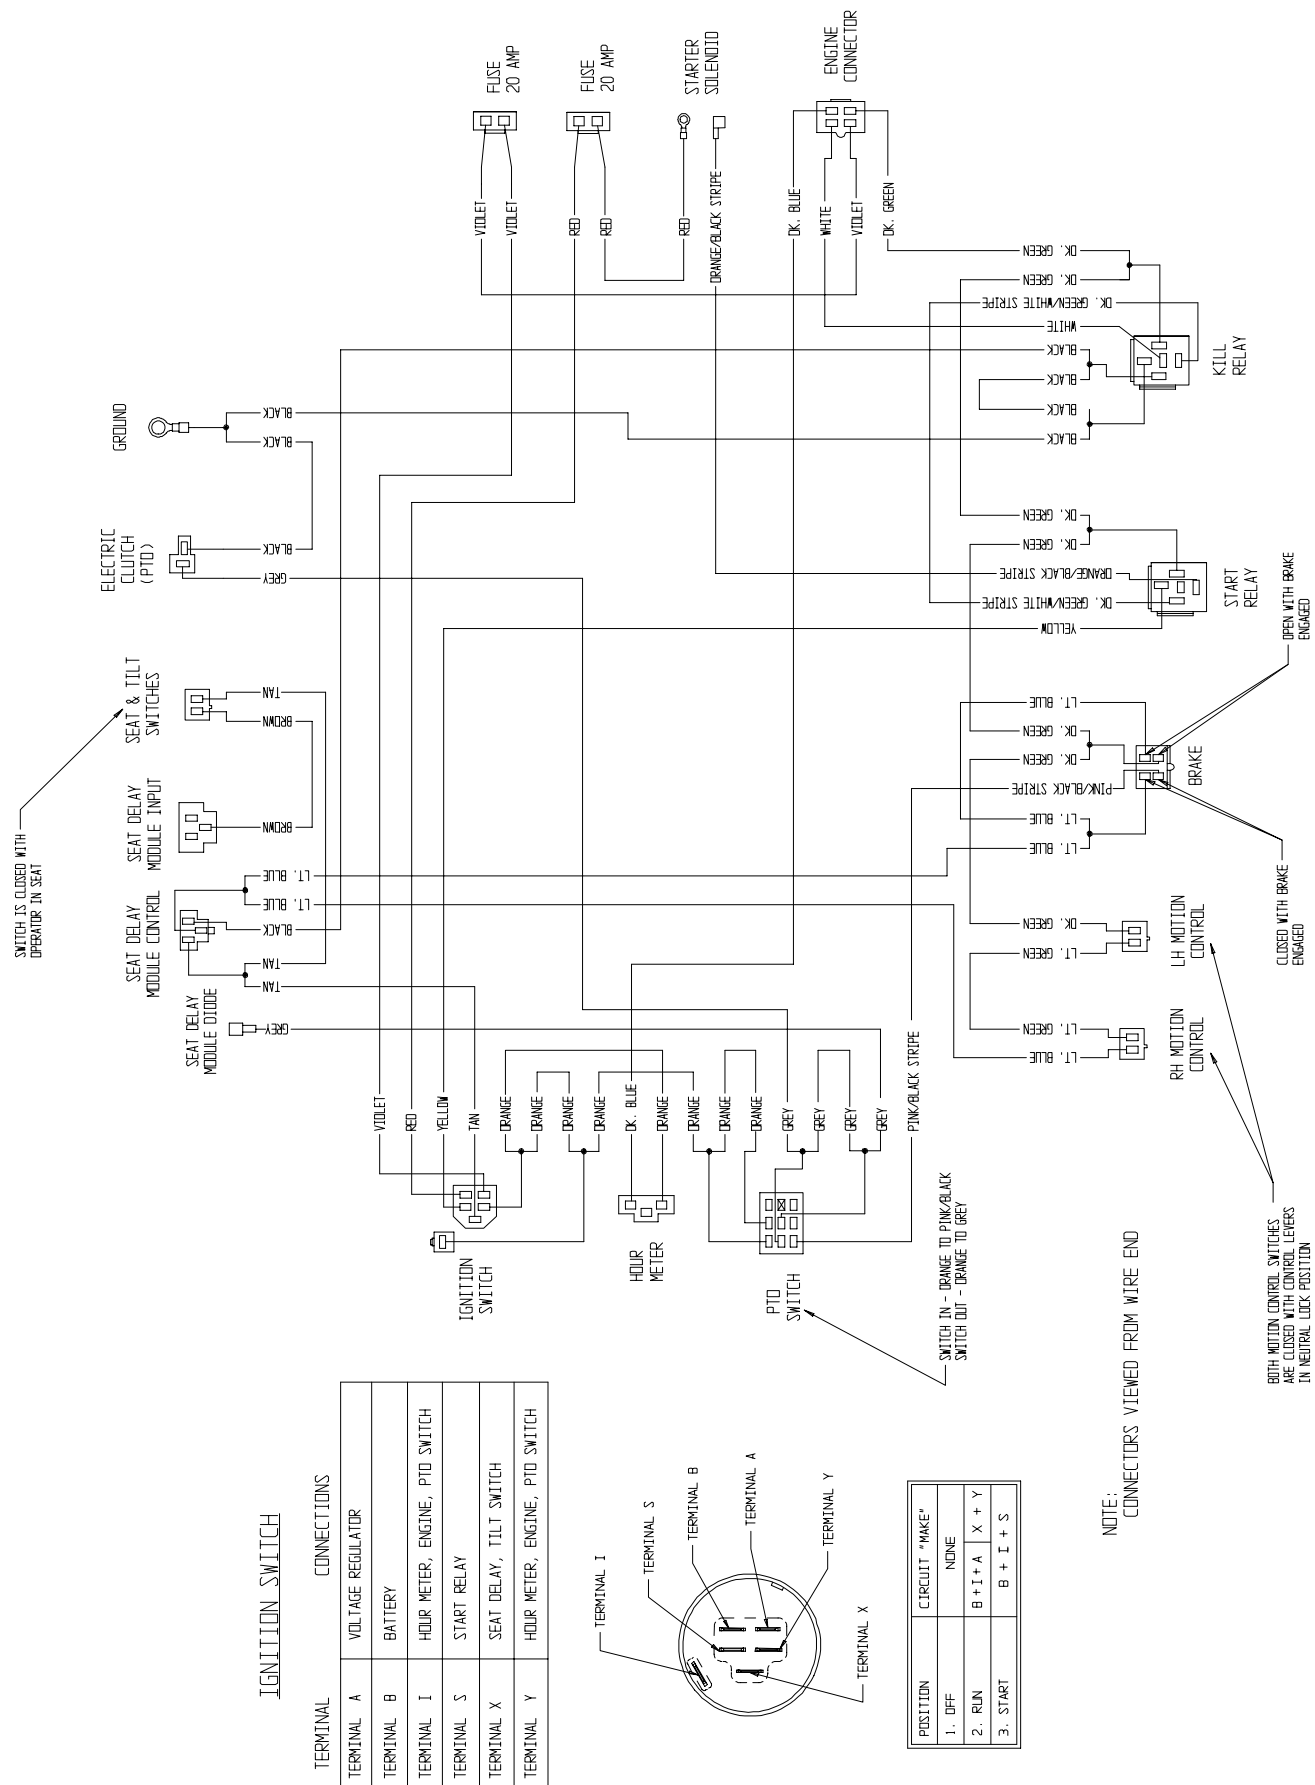 IGNITION SWITCH
TERMINAL CONNECTIONS
TERMINAL A VOLTAGE REGULATOR
TERMINAL B BATTERY
TERMINAL I HOUR METER, ENGINE, PTO SWITCH
TERMINAL S START RELAY
TERMINAL X SEAT DELAY, TILT SWITCH
TERMINAL Y HOUR METER, ENGINE, PTO SWITCH
TERMINAL I
TERMINAL S
TERMINAL B
TERMINAL A
TERMINAL Y
TERMINAL X
POSITION CIRCUIT "MAKE"
1. OFF NONE
2. RUN B+I+A X + Y
3. START B + I + S
NOTE:
CONNECTORS VIEWED FROM WIRE END
SWITCH IS CLOSED WITH
OPERATOR IN SEAT
SEAT DELAY
MODULE DIODE
SEAT DELAY
MODULE CONTROL
SEAT DELAY
MODULE INPUT
SEAT & TILT
SWITCHES
ELECTRIC
CLUTCH
(PTO)
GROUND
GREY
TAN
TAN
BLACK
LT. BLUE
LT. BLUE
BROWN
BROWN
TAN
GREY
BLACK
BLACK
BLACK
FUSE
20 AMP
FUSE
20 AMP
STARTER
SOLENOID
ENGINE
CONNECTOR
VIOLET
VIOLET
RED
RED
RED
ORANGE/BLACK STRIPE
DK. BLUE
WHITE
VIOLET
DK. GREEN
IGNITION
SWITCH
HOUR
METER
PTO
SWITCH
VIOLET
RED
YELLOW
TAN
ORANGE
ORANGE
ORANGE
ORANGE
DK. BLUE
ORANGE
ORANGE
ORANGE
ORANGE
GREY
GREY
GREY
GREY
PINK/BLACK STRIPE
SWITCH IN - ORANGE TO PINK/BLACK
SWITCH OUT - ORANGE TO GREY
DK. GREEN
DK. GREEN
DK. GREEN/WHITE STRIPE
WHITE
BLACK
BLACK
BLACK
BLACK
KILL
RELAY
DK. GREEN
DK. GREEN
ORANGE/BLACK STRIPE
DK. GREEN/WHITE STRIPE
YELLOW
START
RELAY
LT. BLUE
DK. GREEN
DK. GREEN
PINK/BLACK STRIPE
LT. BLUE
LT. BLUE
BRAKE
OPEN WITH BRAKE
ENGAGED
CLOSED WITH BRAKE
ENGAGED
DK. GREEN
LT. GREEN
LH MOTION
CONTROL
LT. GREEN
LT. BLUE
RH MOTION
CONTROL
BOTH MOTION CONTROL SWITCHES
ARE CLOSED WITH CONTROL LEVERS
IN NEUTRAL LOCK POSITION